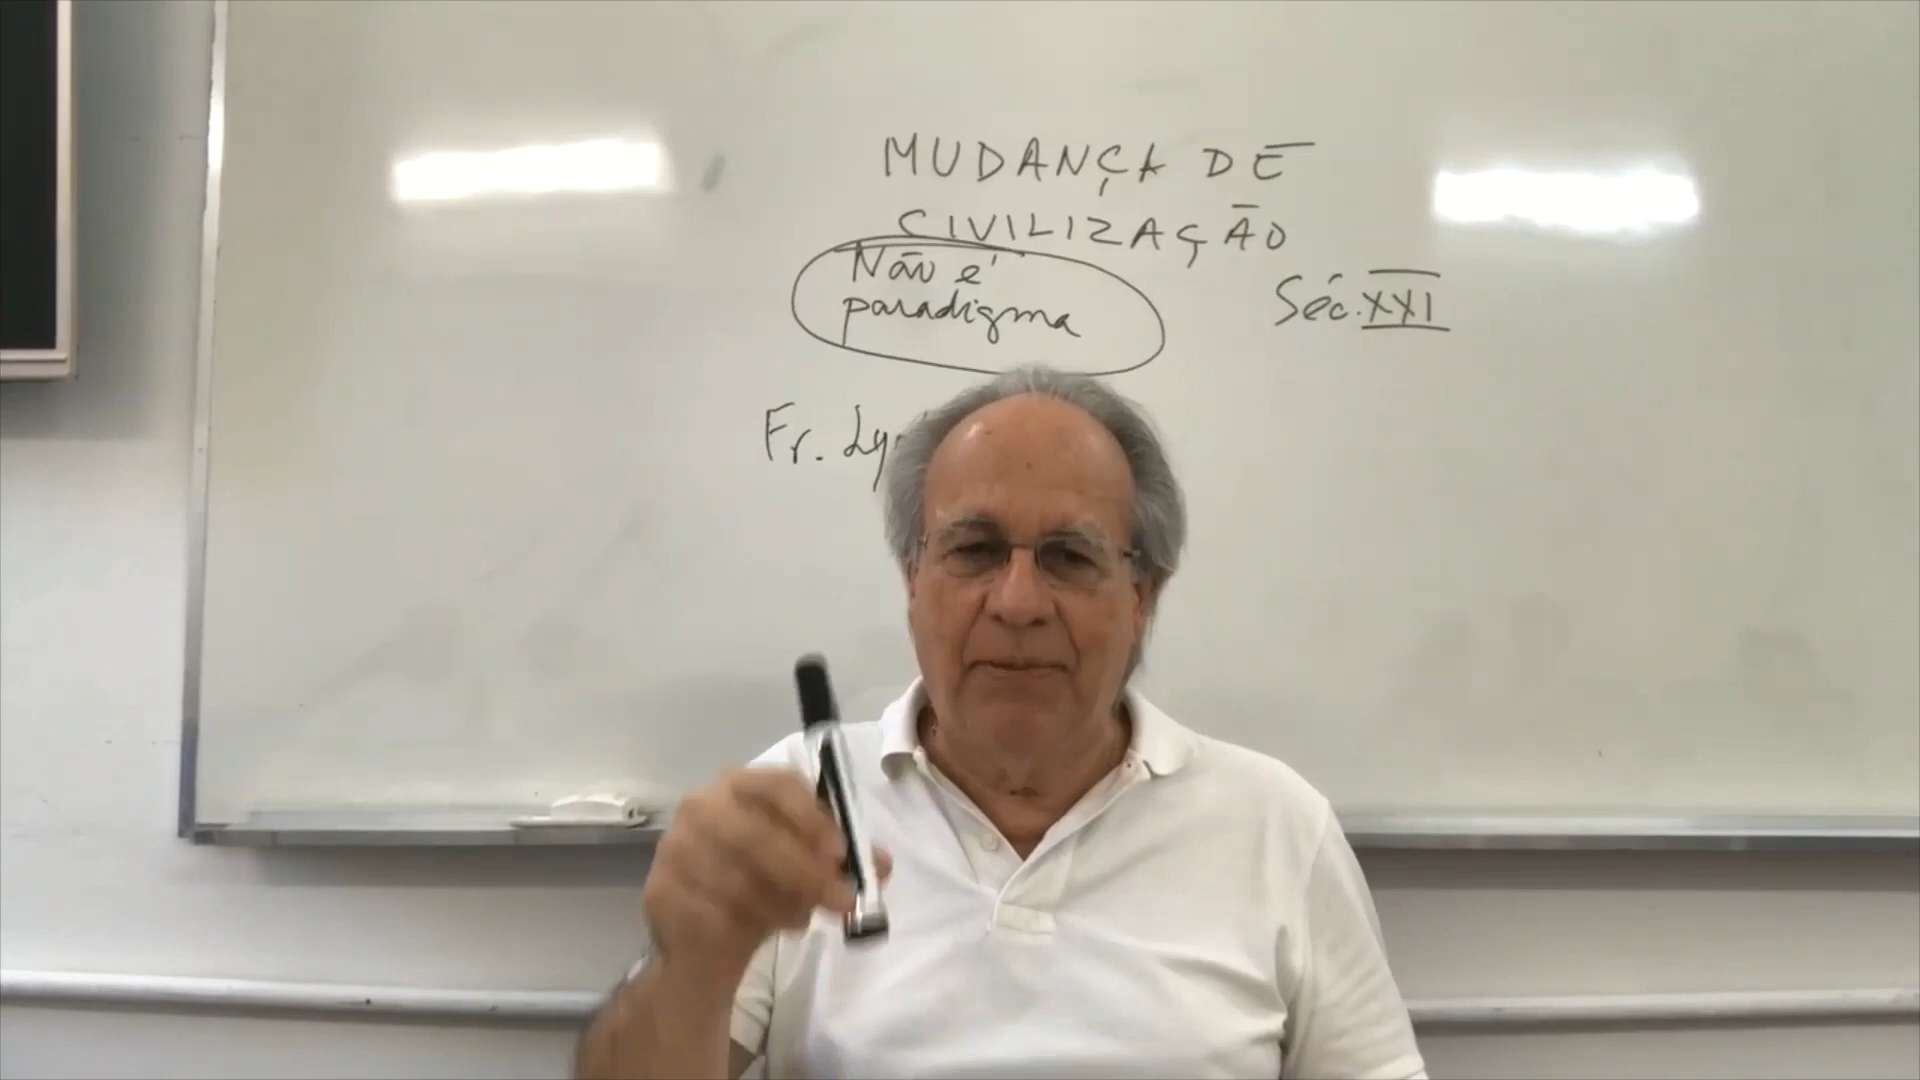 MUDANÇA DE
CIVILIZAÇÃO
Não é
paradigma
Séc. XXI
Fr.